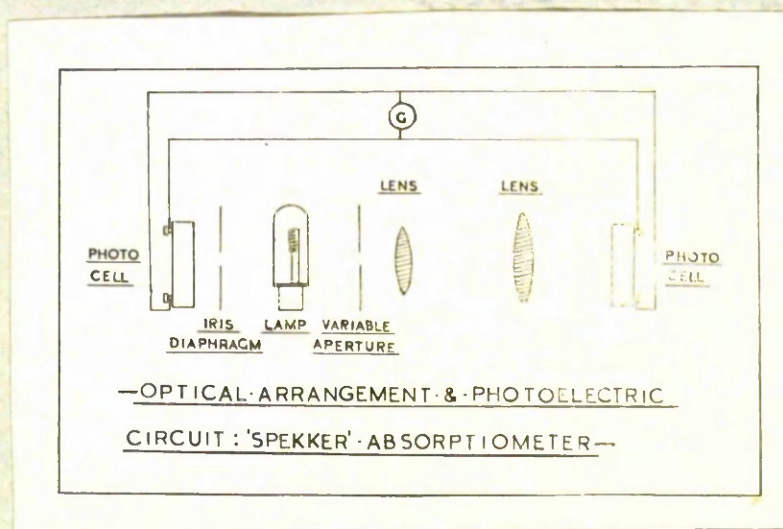 G
LENS
LENS
PHOTO
CELL
PHOTO
CELL
IRIS
DIAPHRAGM
LAMP
VARIABLE
APERTURE
—OPTICAL·ARRANGEMENT·&·PHOTOELECTRIC
CIRCUIT:'SPEKKER'·ABSORPTIOMETER—